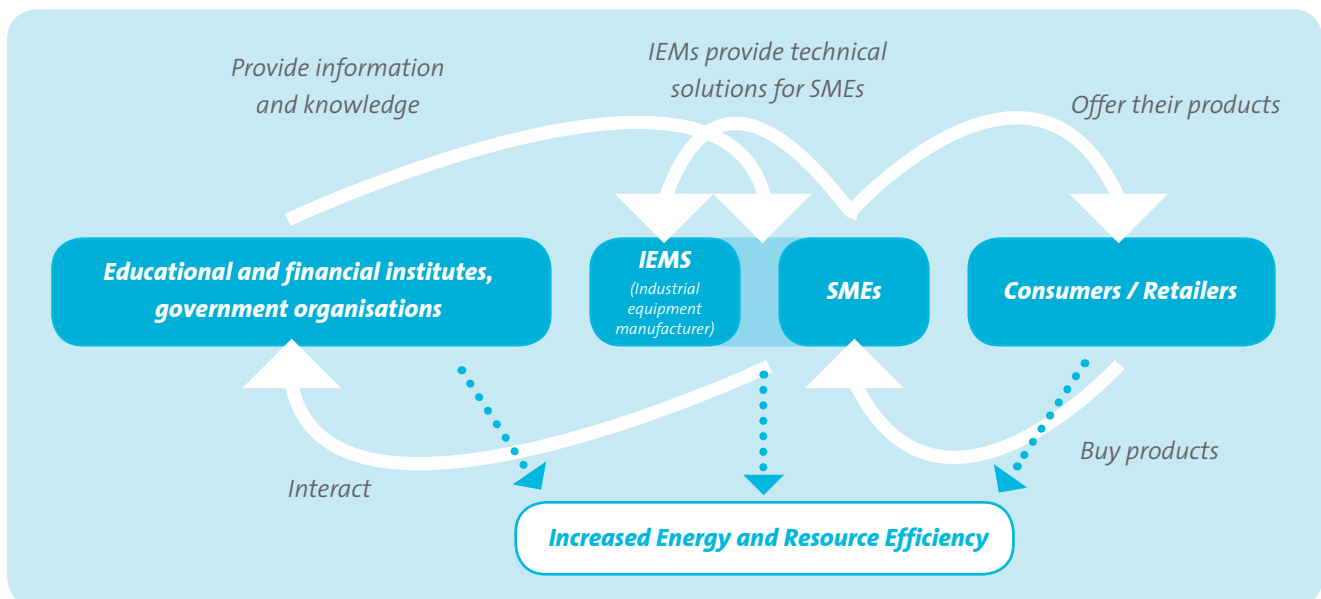 Provide information
and knowledge
IEMs provide technical
solutions for SMEs
Offer their products
Educational and financial institutes,
government organisations
IEMS
(Industrial
equipment
manufacturer)
SMEs
Consumers / Retailers
Interact
Buy products
Increased Energy and Resource Efficiency